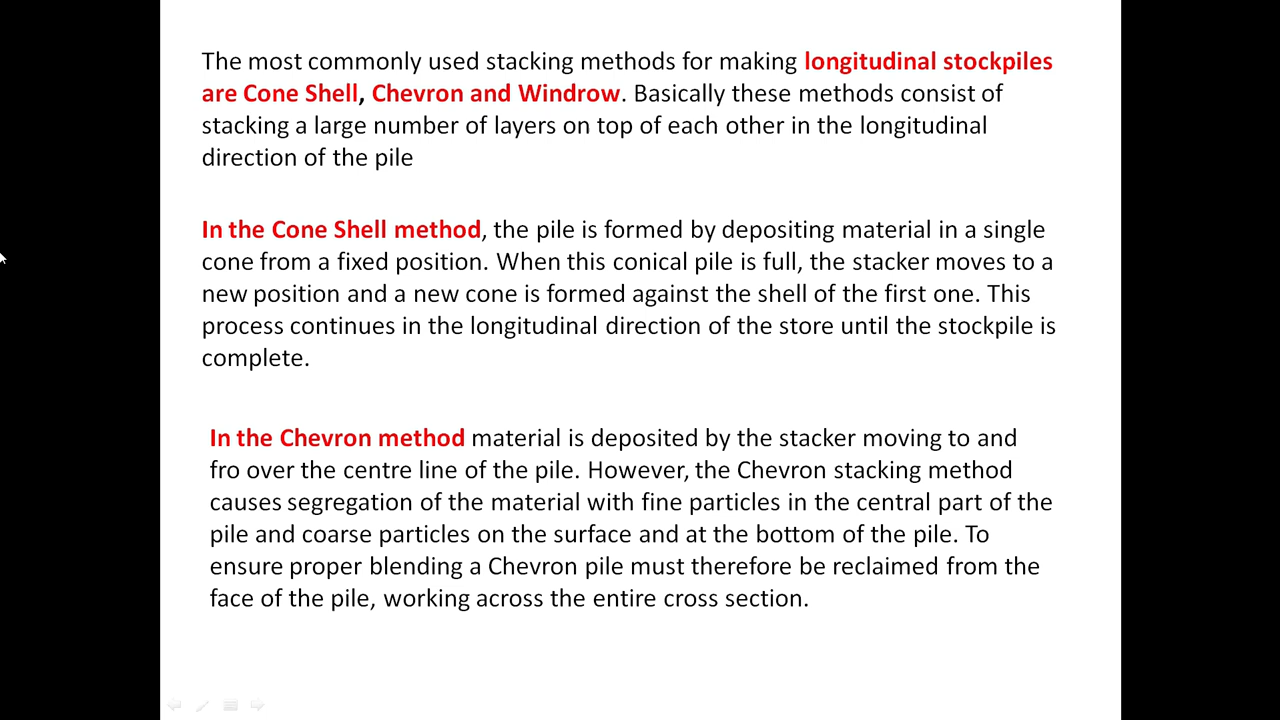 The most commonly used stacking methods for making longitudinal stockpiles
are Cone Shell, Chevron and Windrow. Basically these methods consist of
stacking a large number of layers on top of each other in the longitudinal
direction of the pile
In the Cone Shell method, the pile is formed by depositing material in a single
cone from a fixed position. When this conical pile is full, the stacker moves to a
new position and a new cone is formed against the shell of the first one. This
process continues in the longitudinal direction of the store until the stockpile is
complete.
In the Chevron method material is deposited by the stacker moving to and
fro over the centre line of the pile. However, the Chevron stacking method
causes segregation of the material with fine particles in the central part of the
pile and coarse particles on the surface and at the bottom of the pile. To
ensure proper blending a Chevron pile must therefore be reclaimed from the
face of the pile, working across the entire cross section.